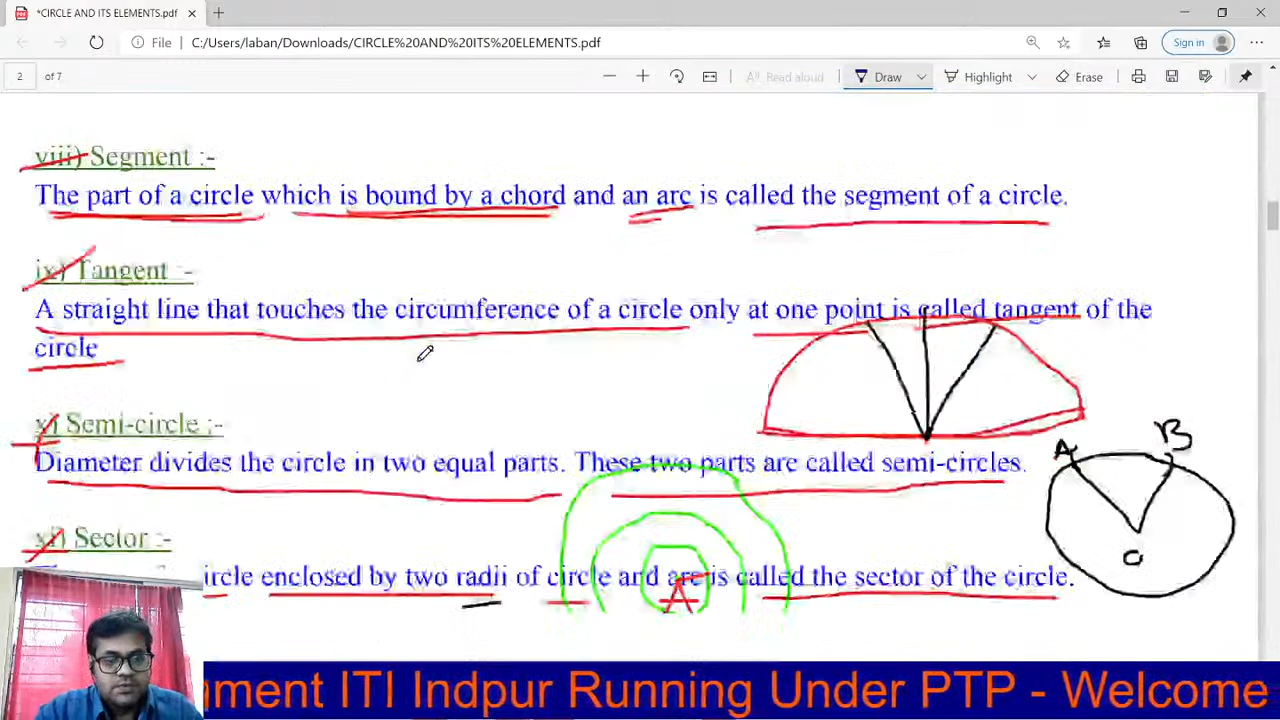 *CIRCLE AND ITS ELEMENTS.pdf
File C:/Users/laban/Downloads/CIRCLE%20AND%20ITS%20ELEMENTS.pdf Sign in
2 of 7 Read aloud Draw Highlight Erase
viii) Segment :-
The part of a circle which is bound by a chord and an arc is called the segment of a circle.
ix) Tangent :-
A straight line that touches the circumference of a circle only at one point is called tangent of the
circle
x) Semi-circle :-
Diameter divides the circle in two equal parts. These two parts are called semi-circles.
A B
O
xi) Sector :-
ircle enclosed by two radii of circle and arc is called the sector of the circle.
A
nment ITI Indpur Running Under PTP - Welcome